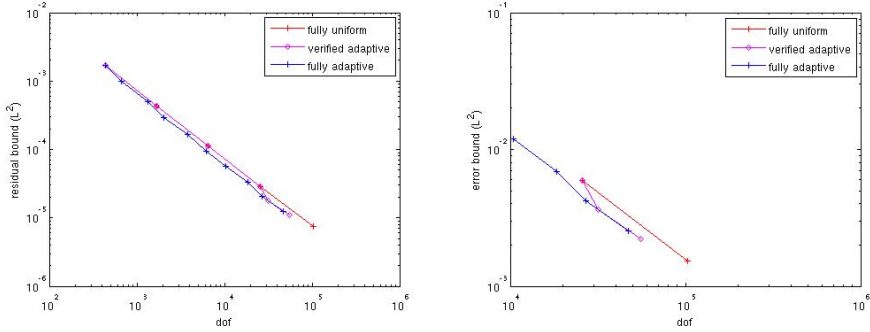 10^-2
10^-3
10^-4
10^-5
10^-6
residual bound (L^2)
10^2
10^3
10^4
10^5
10^6
dof
fully uniform
verified adaptive
fully adaptive
10^-1
10^-2
10^-3
error bound (L^2)
10^4
10^5
10^6
dof
fully uniform
verified adaptive
fully adaptive